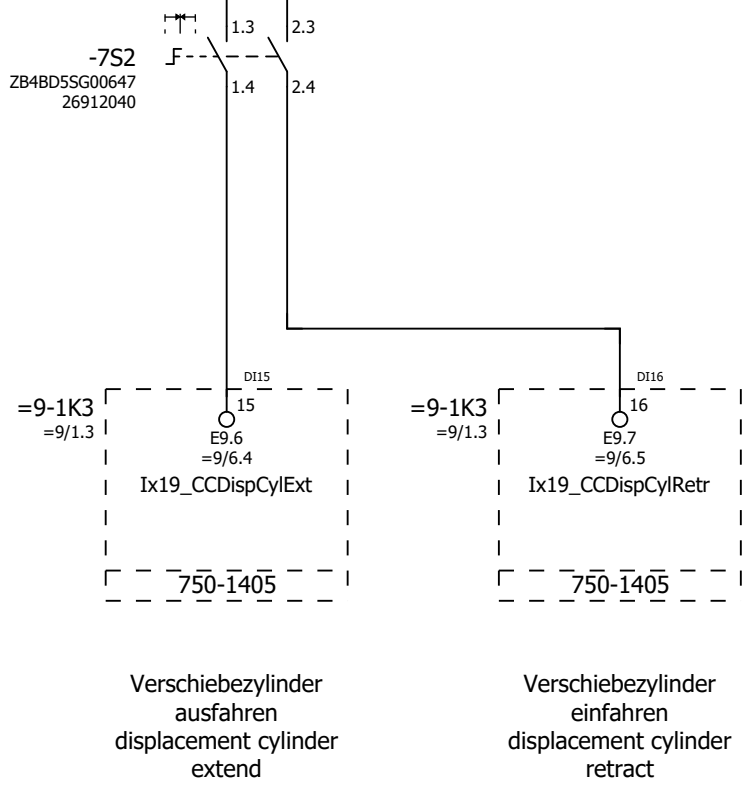 1.3
2.3
-7S2
ZB4BD5SG00647
26912040
1.4
2.4
DI15
DI16
=9-1K3
=9/1.3
15
E9.6
=9/6.4
Ix19_CCDispCylExt
750-1405
=9-1K3
=9/1.3
16
E9.7
=9/6.5
Ix19_CCDispCylRetr
750-1405
Verschiebezylinder
ausfahren
displacement cylinder
extend
Verschiebezylinder
einfahren
displacement cylinder
retract